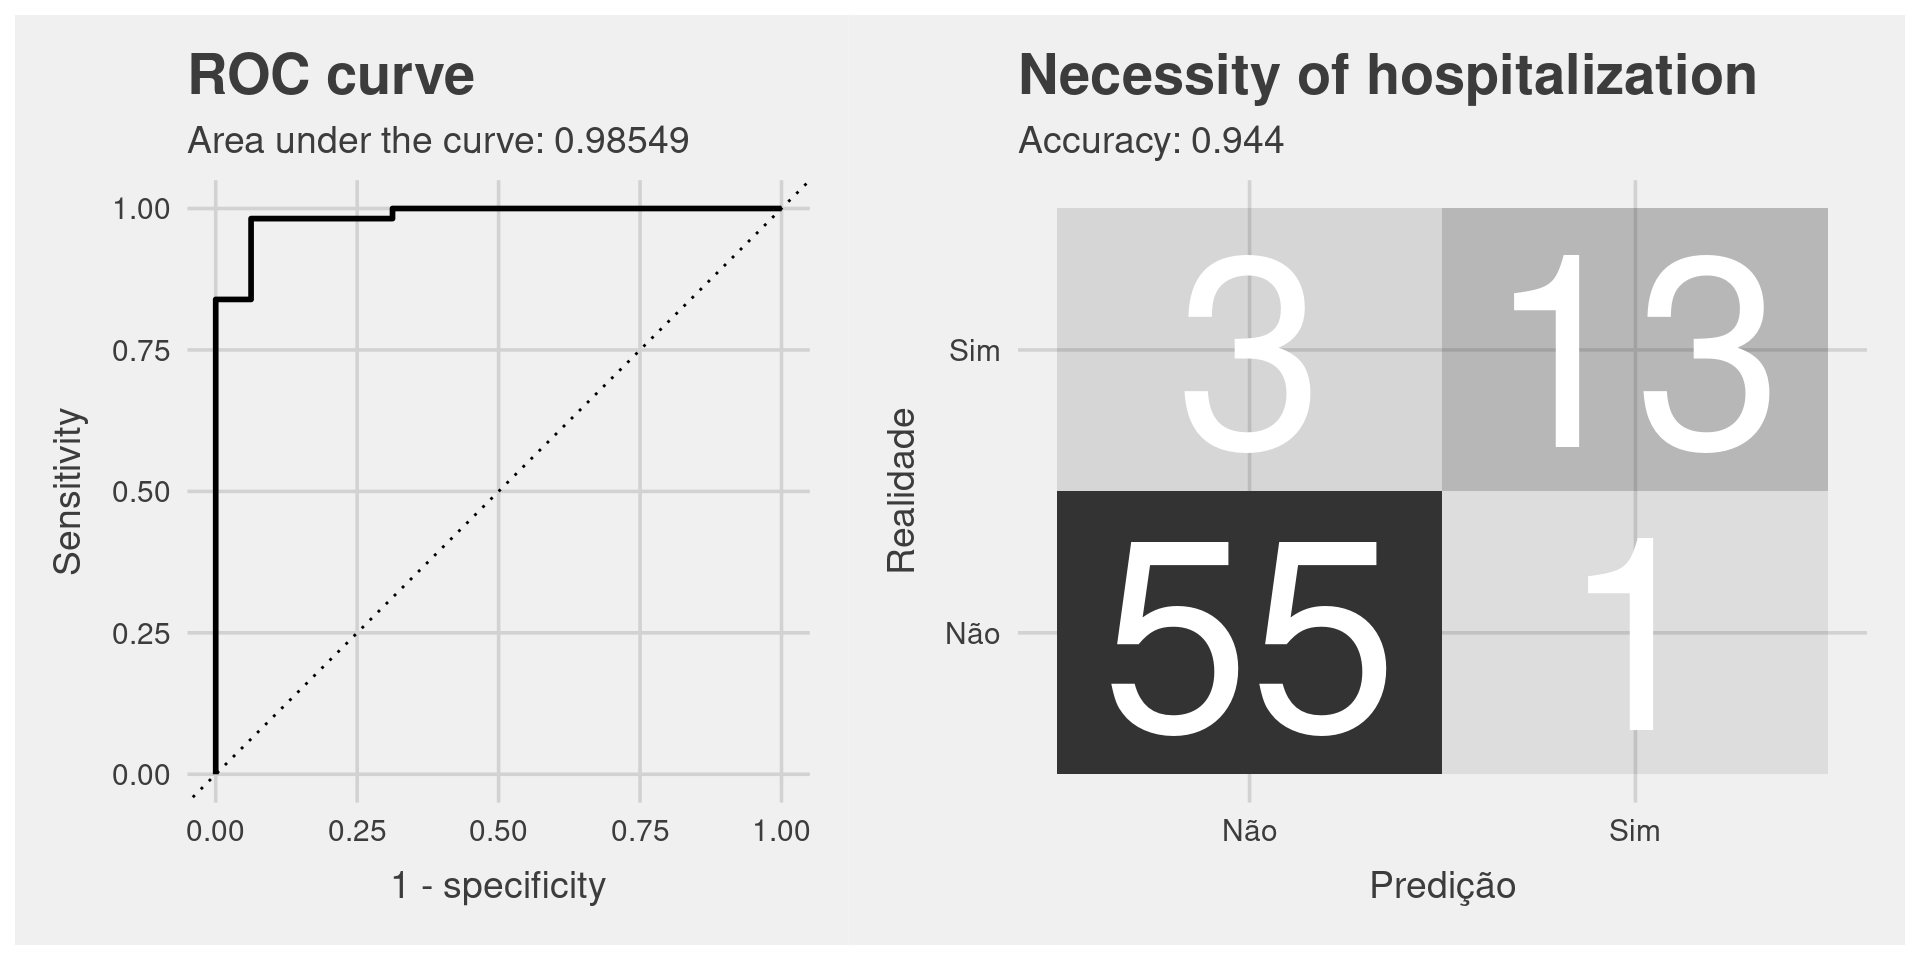 ROC curve
Area under the curve: 0.98549
1.00
0.75
0.50
0.25
0.00
Sensitivity
0.00 0.25 0.50 0.75 1.00
1 - specificity
Necessity of hospitalization
Accuracy: 0.944
Realidade
Sim
3 13
Não
55 1
Não Sim
Predição